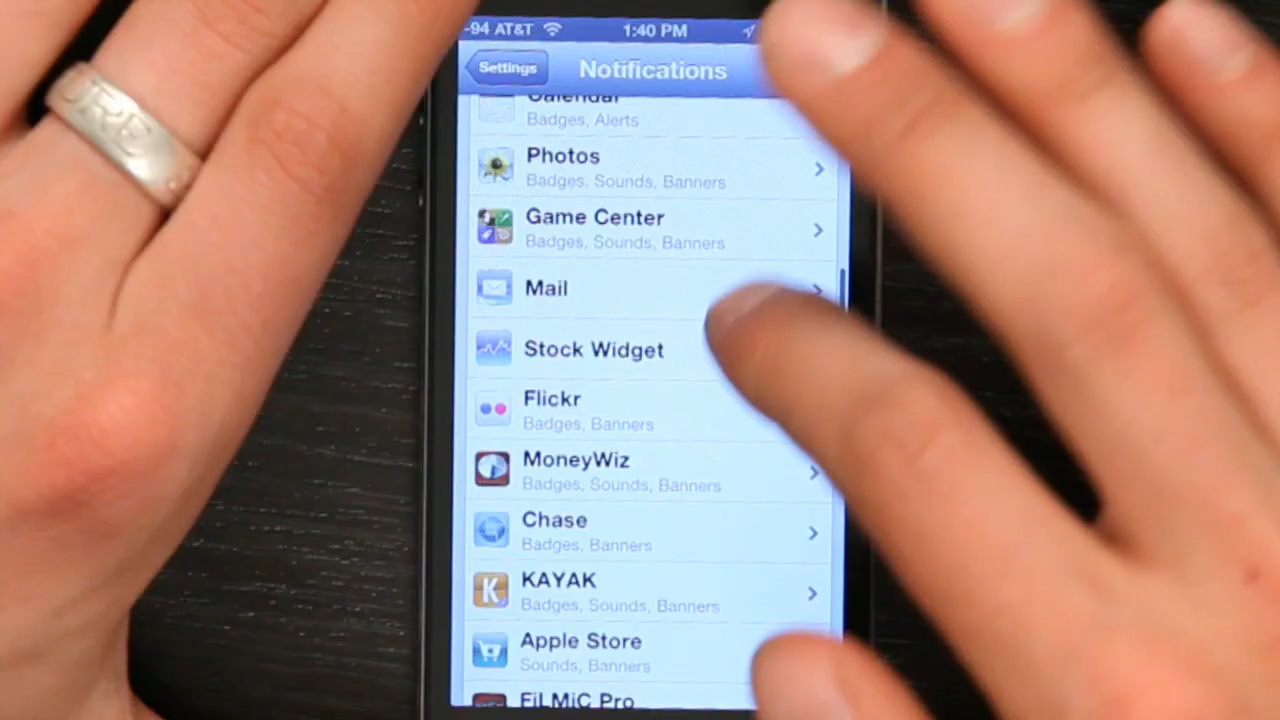 -94 AT&T 1:40 PM
Settings Notifications
Calendar
Badges, Alerts
Photos
Badges, Sounds, Banners
Game Center
Badges, Sounds, Banners
Mail
Stock Widget
Flickr
Badges, Banners
MoneyWiz
Badges, Sounds, Banners
Chase
Badges, Banners
KAYAK
Badges, Sounds, Banners
Apple Store
Sounds, Banners
FiLMiC Pro